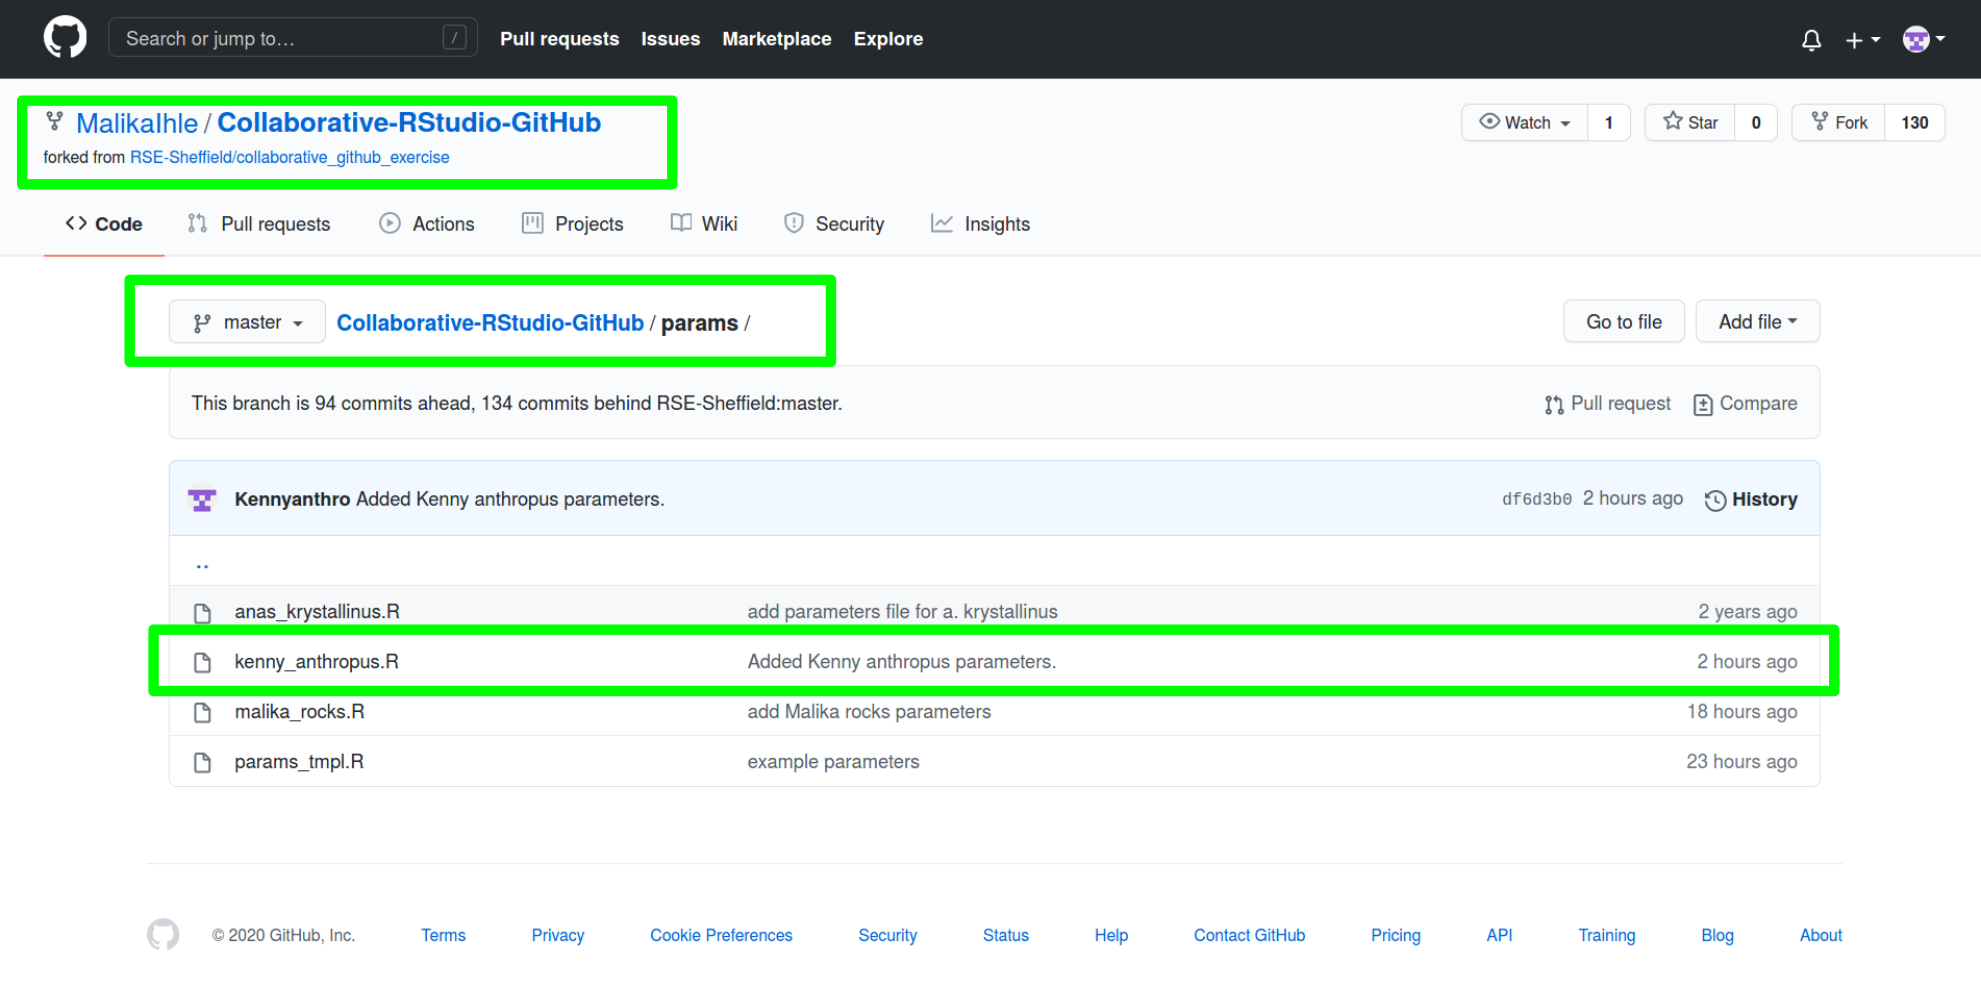 Search or jump to… /
Pull requests Issues Marketplace Explore
MalikaIhle / Collaborative-RStudio-GitHub
forked from RSE-Sheffield/collaborative_github_exercise
Watch 1 Star 0 Fork 130
Code Pull requests Actions Projects Wiki Security Insights
master Collaborative-RStudio-GitHub / params /
Go to file Add file
This branch is 94 commits ahead, 134 commits behind RSE-Sheffield:master.
Pull request Compare
Kennyanthro Added Kenny anthropus parameters. df6d3b0 2 hours ago History
..
anas_krystallinus.R add parameters file for a. krystallinus 2 years ago
kenny_anthropus.R Added Kenny anthropus parameters. 2 hours ago
malika_rocks.R add Malika rocks parameters 18 hours ago
params_tmpl.R example parameters 23 hours ago
© 2020 GitHub, Inc. Terms Privacy Cookie Preferences Security Status Help Contact GitHub Pricing API Training Blog About